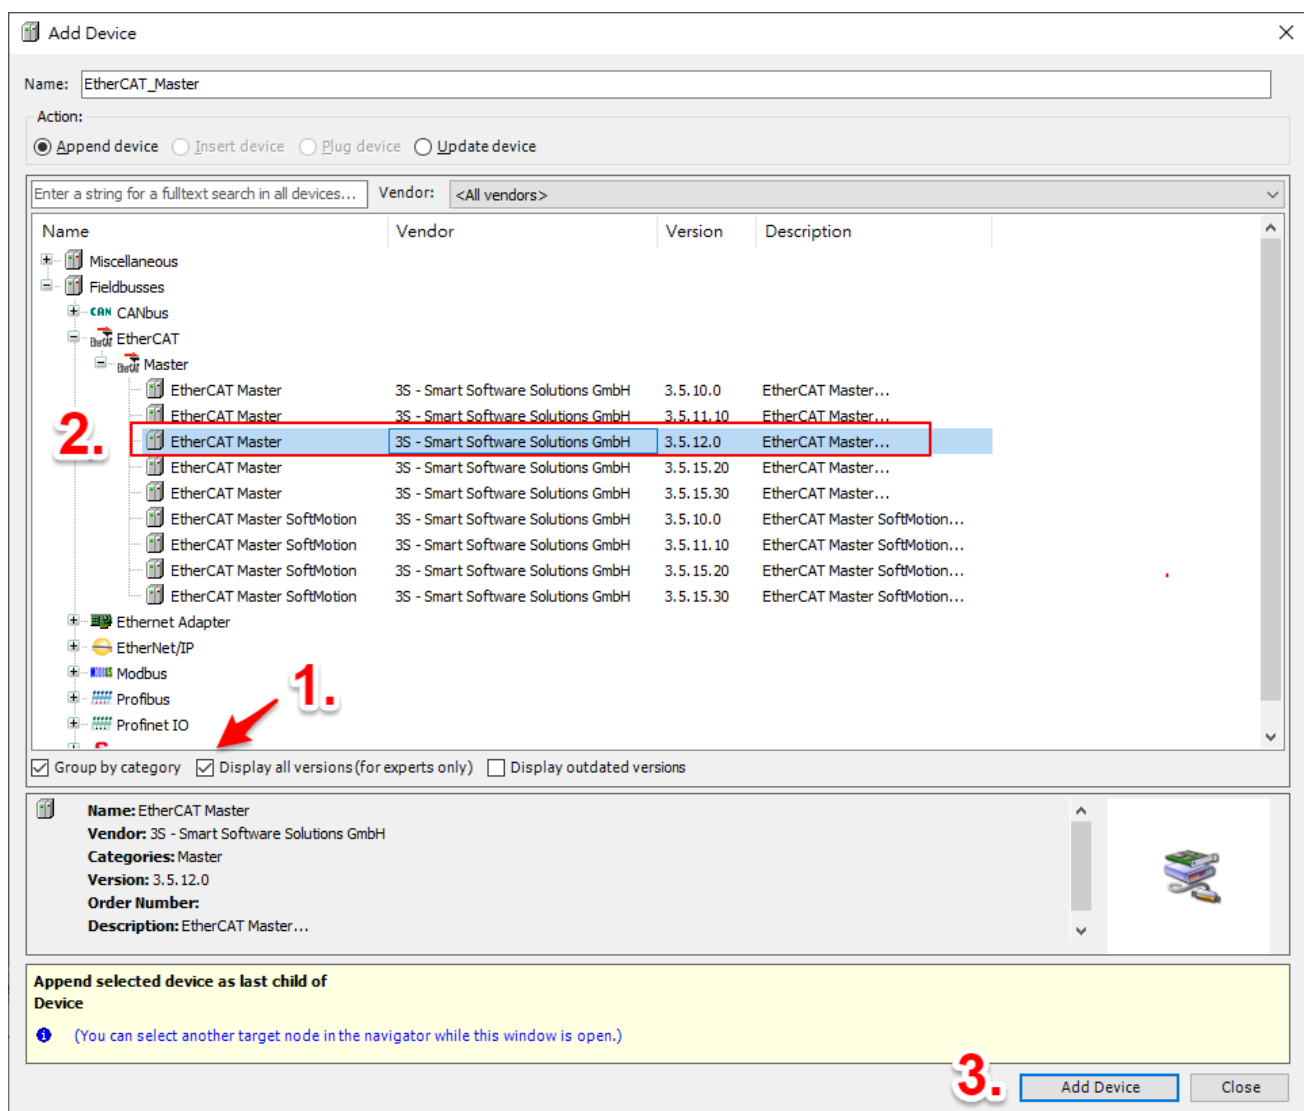 Add Device
Name: EtherCAT_Master
Action:
Append device Insert device Plug device Update device
Enter a string for a fulltext search in all devices... Vendor: <All vendors>
Name Vendor Version Description
Miscellaneous
Fieldbusses
CAN CANbus
EtherCAT
Master
EtherCAT Master 3S - Smart Software Solutions GmbH 3.5.10.0 EtherCAT Master...
EtherCAT Master 3S - Smart Software Solutions GmbH 3.5.11.10 EtherCAT Master...
2. EtherCAT Master 3S - Smart Software Solutions GmbH 3.5.12.0 EtherCAT Master...
EtherCAT Master 3S - Smart Software Solutions GmbH 3.5.15.20 EtherCAT Master...
EtherCAT Master 3S - Smart Software Solutions GmbH 3.5.15.30 EtherCAT Master...
EtherCAT Master SoftMotion 3S - Smart Software Solutions GmbH 3.5.10.0 EtherCAT Master SoftMotion...
EtherCAT Master SoftMotion 3S - Smart Software Solutions GmbH 3.5.11.10 EtherCAT Master SoftMotion...
EtherCAT Master SoftMotion 3S - Smart Software Solutions GmbH 3.5.15.20 EtherCAT Master SoftMotion...
EtherCAT Master SoftMotion 3S - Smart Software Solutions GmbH 3.5.15.30 EtherCAT Master SoftMotion...
Ethernet Adapter
EtherNet/IP
Modbus
1.
Profibus
Profinet IO
Group by category Display all versions (for experts only) Display outdated versions
Name: EtherCAT Master
Vendor: 3S - Smart Software Solutions GmbH
Categories: Master
Version: 3.5.12.0
Order Number:
Description: EtherCAT Master...
Append selected device as last child of
Device
(You can select another target node in the navigator while this window is open.)
3. Add Device Close